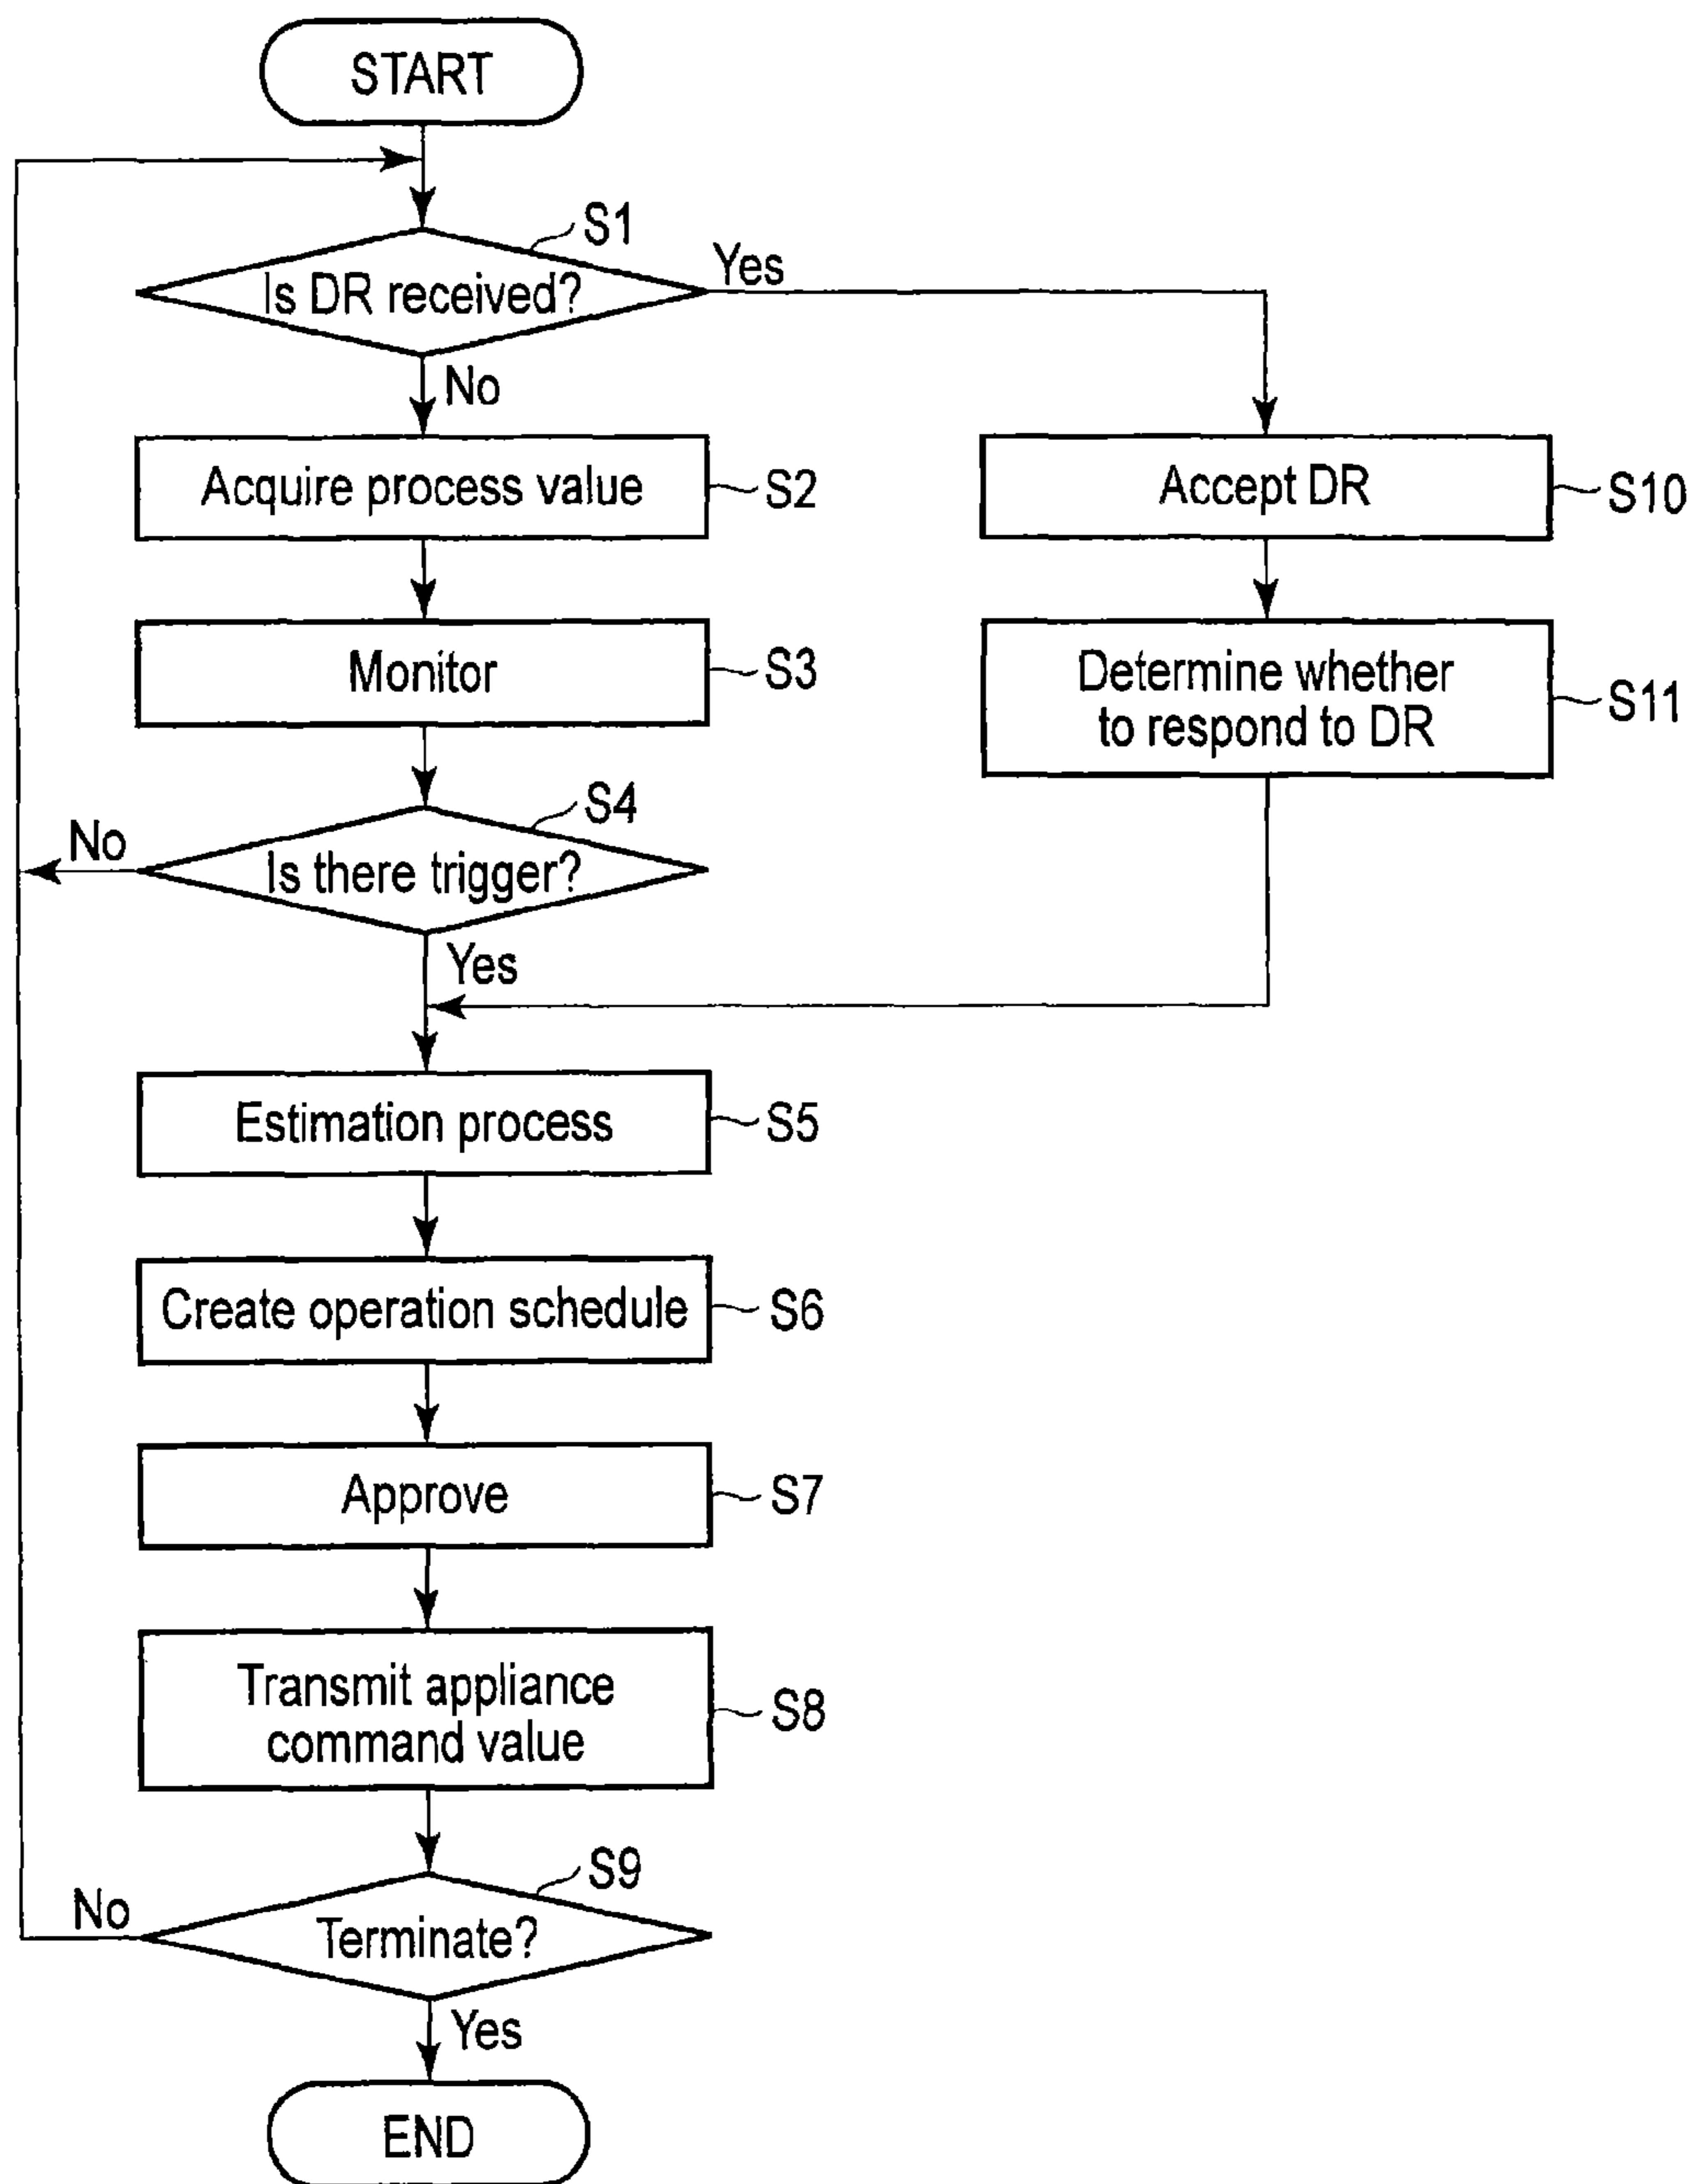 START
S1
Is DR received?
Yes
No
Acquire process value
S2
Accept DR
S10
Monitor
S3
Determine whether
to respond to DR
S11
S4
No
Is there trigger?
Yes
Estimation process
S5
Create operation schedule
S6
Approve
S7
Transmit appliance
command value
S8
S9
No
Terminate?
Yes
END